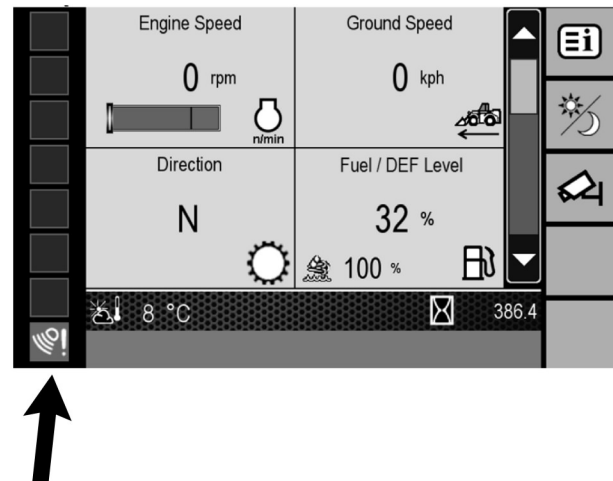 Engine Speed
Ground Speed
0 rpm
0 kph
n/min
Direction
Fuel / DEF Level
N
32 %
100 %
8 °C
386.4